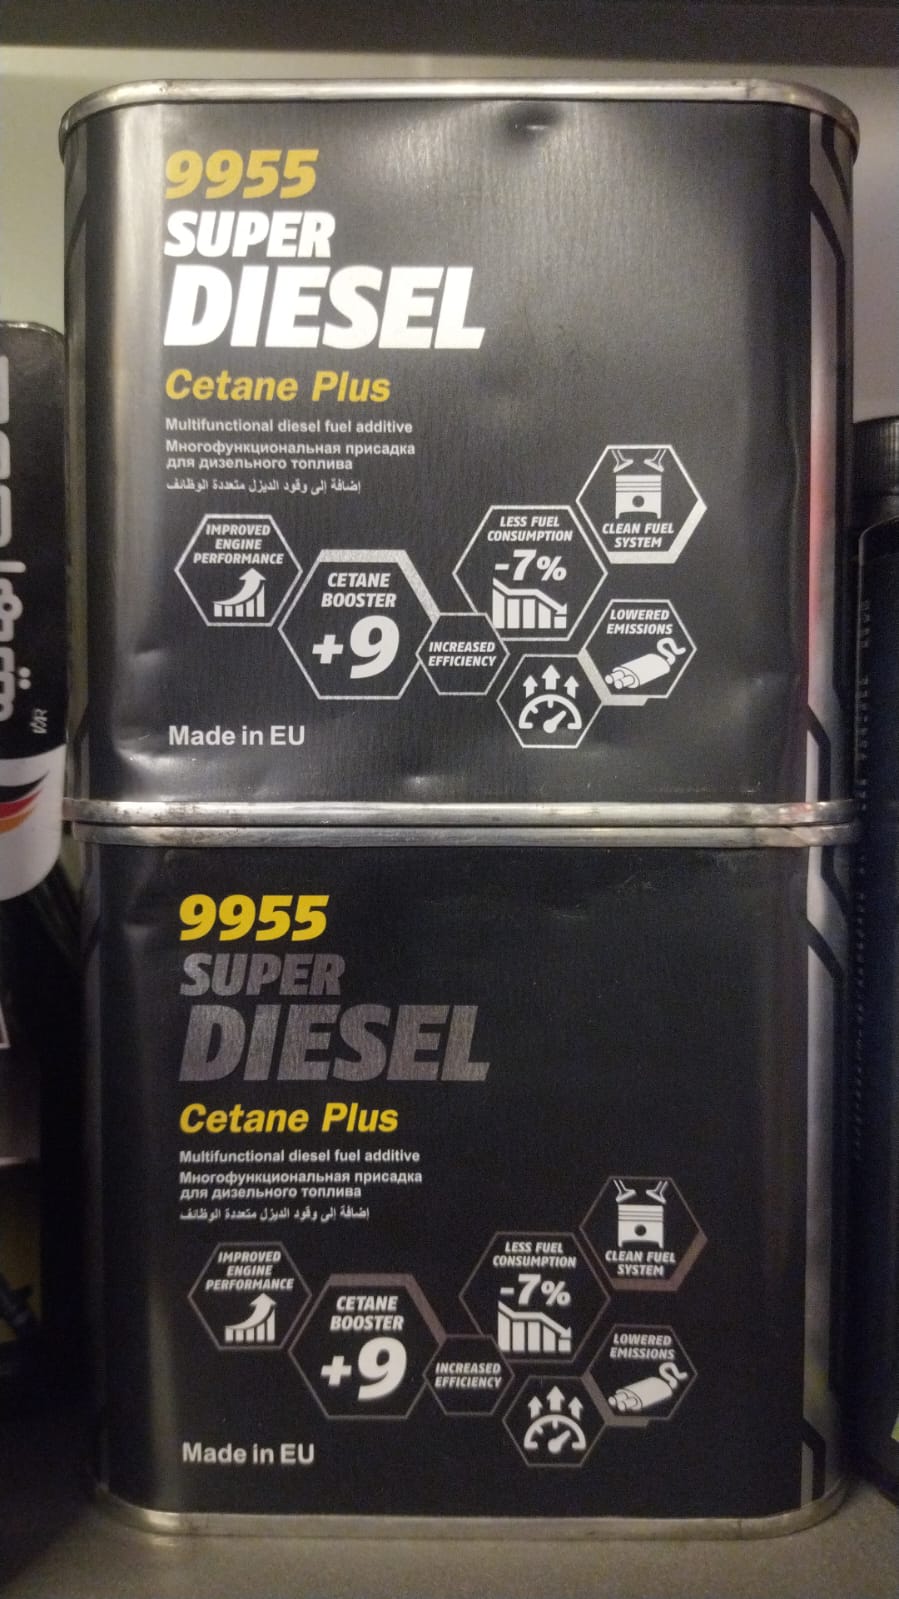 9955
SUPER
DIESEL
Cetane Plus
Multifunctional diesel fuel additive
Многофункциональная присадка
для дизельного топлива
إضافة إلى وقود الديزل متعددة الوظائف
IMPROVED
ENGINE
PERFORMANCE
CETANE
BOOSTER
+9
INCREASED
EFFICIENCY
LESS FUEL
CONSUMPTION
-7%
CLEAN FUEL
SYSTEM
LOWERED
EMISSIONS
Made in EU
9955
SUPER
DIESEL
Cetane Plus
Multifunctional diesel fuel additive
Многофункциональная присадка
для дизельного топлива
إضافة إلى وقود الديزل متعددة الوظائف
IMPROVED
ENGINE
PERFORMANCE
CETANE
BOOSTER
+9
INCREASED
EFFICIENCY
LESS FUEL
CONSUMPTION
-7%
CLEAN FUEL
SYSTEM
LOWERED
EMISSIONS
Made in EU